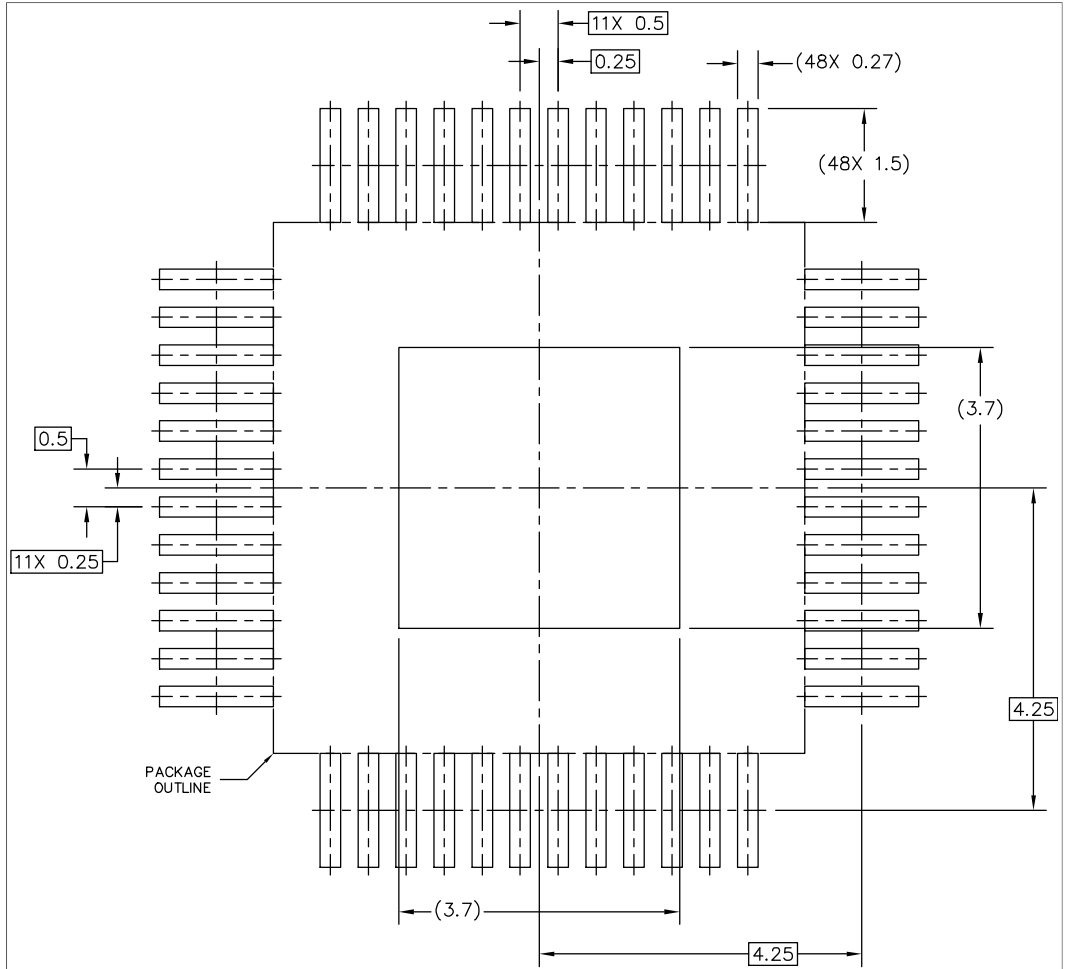 11X 0.5
0.25
(48X 0.27)
(48X 1.5)
(3.7)
0.5
11X 0.25
4.25
PACKAGE
OUTLINE
(3.7)
4.25